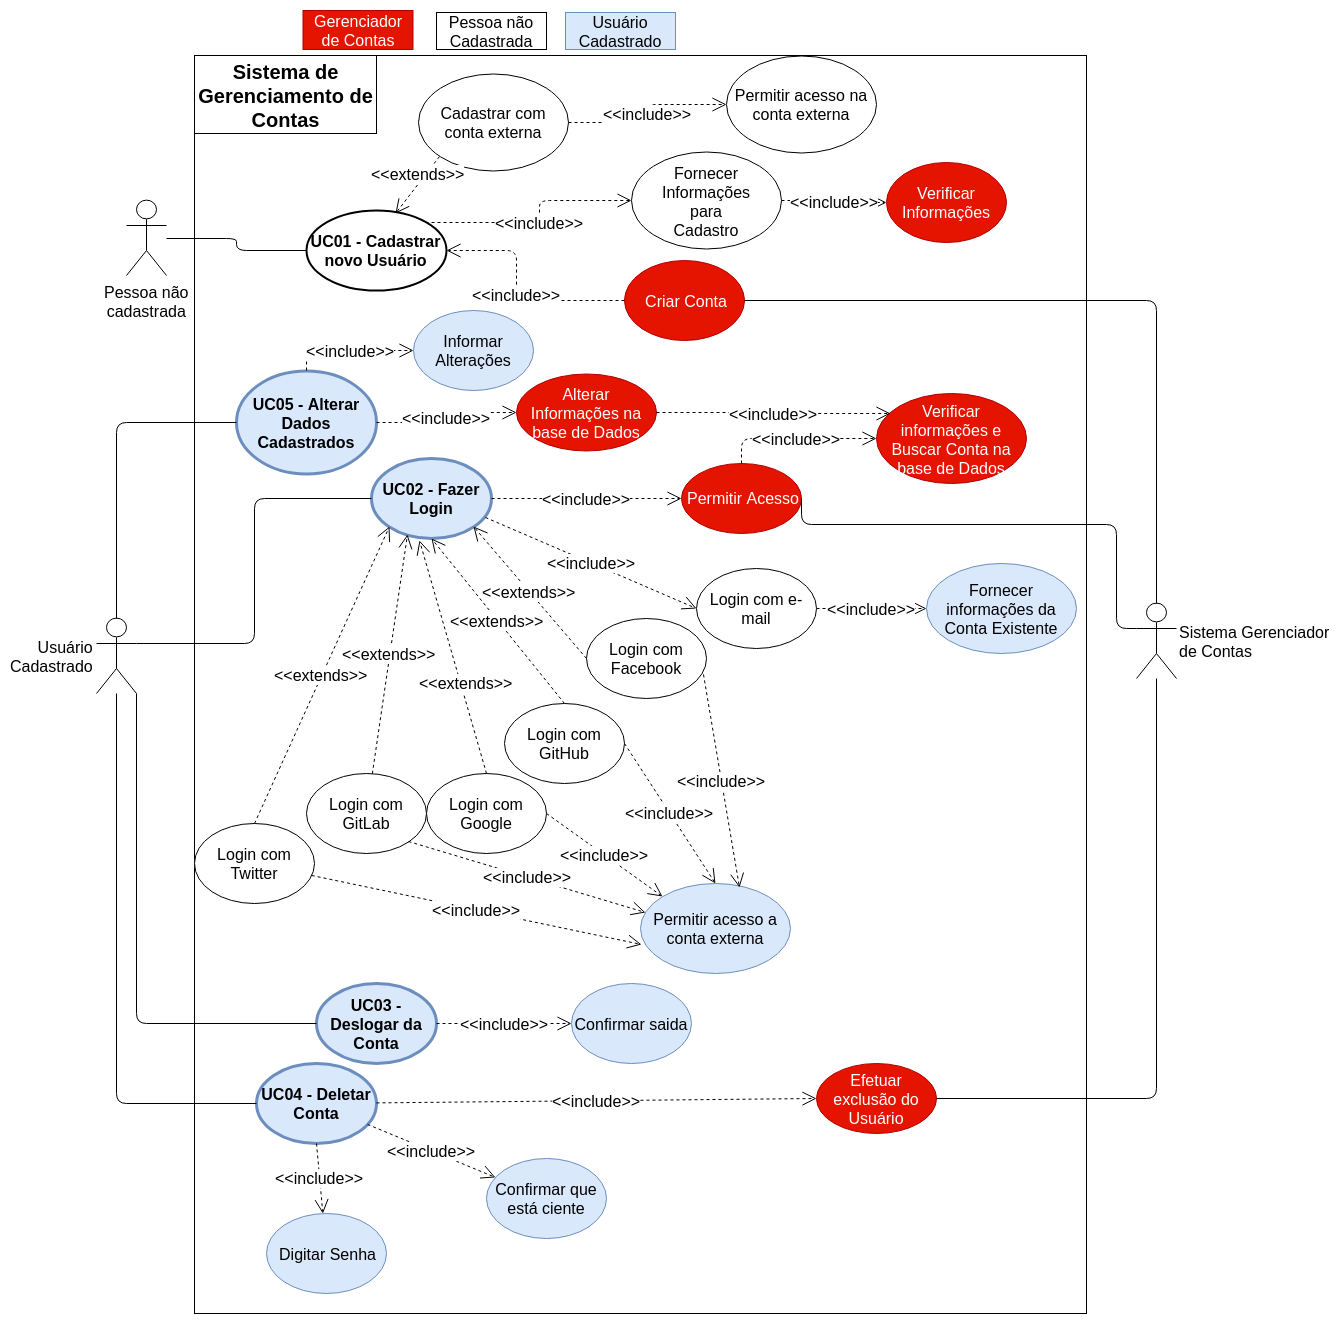 Gerenciador
de Contas
Pessoa não
Cadastrada
Usuário
Cadastrado
Sistema de
Gerenciamento de
Contas
Cadastrar com
conta externa
<<include>>
Permitir acesso na
conta externa
<<extends>>
Fornecer
Informações
para
Cadastro
<<include>>
Verificar
Informações
<<include>>
UC01 - Cadastrar
novo Usuário
Pessoa não
cadastrada
<<include>>
Criar Conta
<<include>>
Informar
Alterações
UC05 - Alterar
Dados
Cadastrados
<<include>>
Alterar
Informações na
base de Dados
<<include>>
<<include>>
Verificar
informações e
Buscar Conta na
base de Dados
UC02 - Fazer
Login
<<include>>
Permitir Acesso
<<include>>
Login com e-
mail
<<include>>
Fornecer
informações da
Conta Existente
<<extends>>
<<extends>>
<<extends>>
<<extends>>
<<extends>>
Usuário
Cadastrado
Sistema Gerenciador
de Contas
Login com
Facebook
Login com
GitHub
<<include>>
<<include>>
Login com
GitLab
Login com
Google
Login com
Twitter
<<include>>
<<include>>
<<include>>
Permitir acesso a
conta externa
UC03 -
Deslogar da
Conta
<<include>>
Confirmar saida
UC04 - Deletar
Conta
<<include>>
Efetuar
exclusão do
Usuário
<<include>>
<<include>>
Confirmar que
está ciente
Digitar Senha